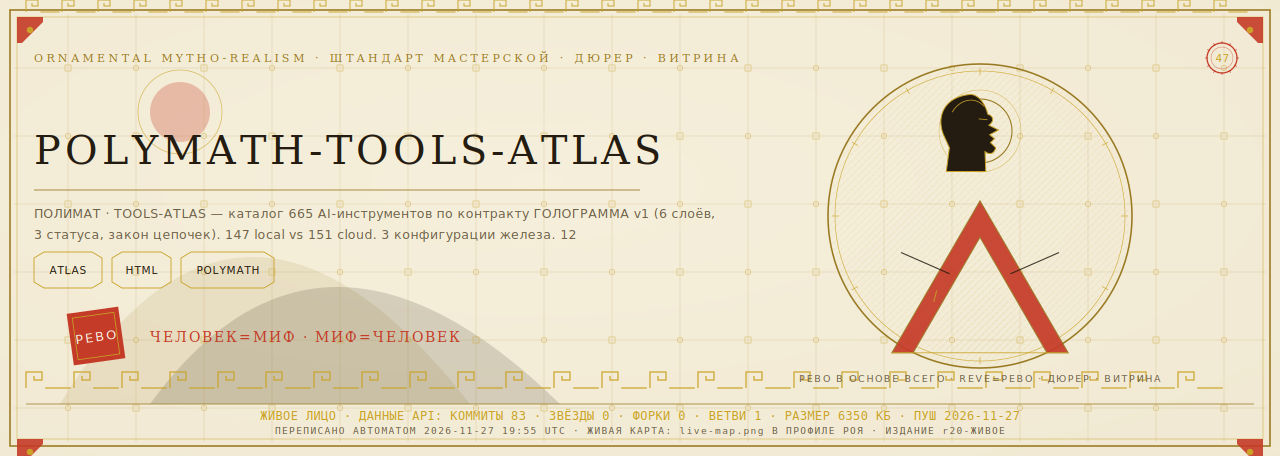 ORNAMENTAL MYTHO-REALISM · ШТАНДАРТ МАСТЕРСКОЙ · ДЮРЕР · ВИТРИНА
47
POLYMATH-TOOLS-ATLAS
ПОЛИМАТ · TOOLS-ATLAS — каталог 665 AI-инструментов по контракту ГОЛОГРАММА v1 (6 слоёв,
3 статуса, закон цепочек). 147 local vs 151 cloud. 3 конфигурации железа. 12
ATLAS HTML POLYMATH
РЕВО
ЧЕЛОВЕК=МИФ · МИФ=ЧЕЛОВЕК
РЕВО В ОСНОВЕ ВСЕГО · REVE=РЕВО · ДЮРЕР · ВИТРИНА
ЖИВОЕ ЛИЦО · ДАННЫЕ API: КОММИТЫ 83 · ЗВЁЗДЫ 0 · ФОРКИ 0 · ВЕТВИ 1 · РАЗМЕР 6350 КБ · ПУШ 2026-11-27
ПЕРЕПИСАНО АВТОМАТОМ 2026-11-27 19:55 UTC · ЖИВАЯ КАРТА: live-map.png В ПРОФИЛЕ РОЯ · ИЗДАНИЕ r20-ЖИВОЕ